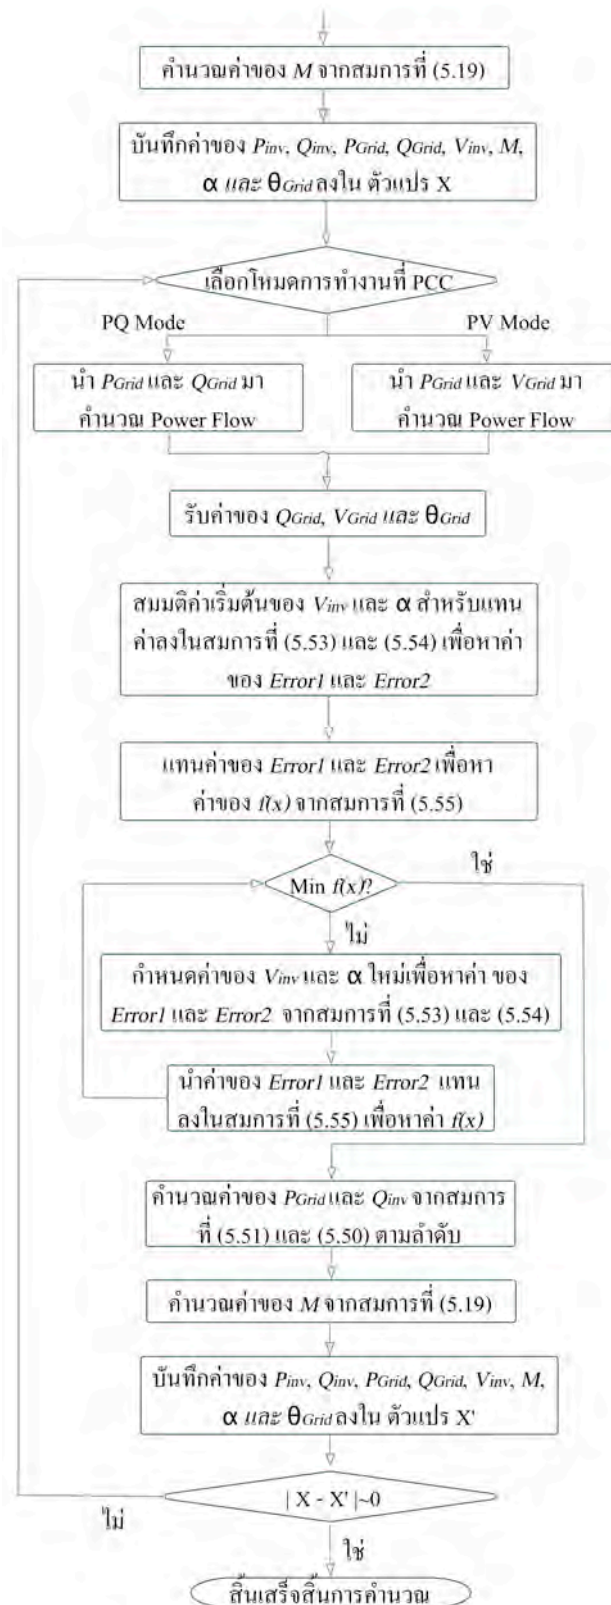 คำนวณค่าของ M จากสมการที่ (5.19)
บันทึกค่าของ Pinv, Qinv, PGrid, QGrid, Vinv, M,
α และ θGrid ลงใน ตัวแปร X
เลือกโหมดการทำงานที่ PCC
PQ Mode
PV Mode
นำ PGrid และ QGrid มา
คำนวณ Power Flow
นำ PGrid และ VGrid มา
คำนวณ Power Flow
รับค่าของ QGrid, VGrid และ θGrid
สมมติค่าเริ่มต้นของ Vinv และ α สำหรับแทน
ค่าลงในสมการที่ (5.53) และ (5.54) เพื่อหาค่า
ของ Error1 และ Error2
แทนค่าของ Error1 และ Error2 เพื่อหา
ค่าของ f(x) จากสมการที่ (5.55)
Min f(x)?
ใช่
ไม่
กำหนดค่าของ Vinv และ α ใหม่เพื่อหาค่า ของ
Error1 และ Error2 จากสมการที่ (5.53) และ (5.54)
นำค่าของ Error1 และ Error2 แทน
ลงในสมการที่ (5.55) เพื่อหาค่า f(x)
คำนวณค่าของ PGrid และ Qinv จากสมการ
ที่ (5.51) และ (5.50) ตามลำดับ
คำนวณค่าของ M จากสมการที่ (5.19)
บันทึกค่าของ Pinv, Qinv, PGrid, QGrid, Vinv, M,
α และ θGrid ลงใน ตัวแปร X'
| X - X' |~0
ไม่
ใช่
สิ้นเสร็จสิ้นการคำนวณ